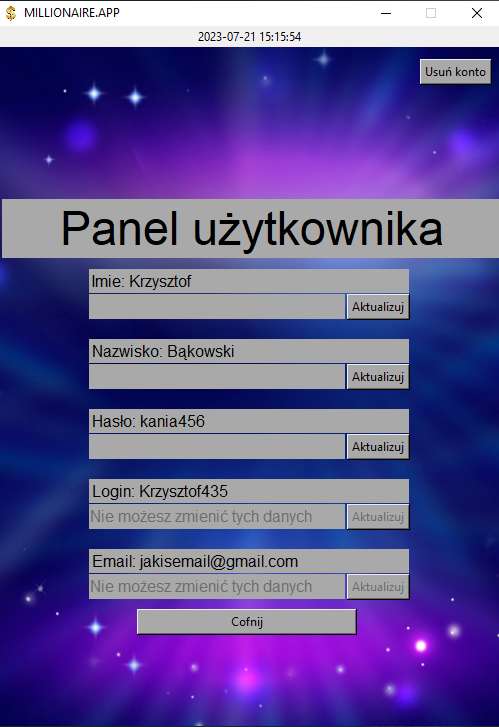 MILLIONAIRE.APP
2023-07-21 15:15:54
Usuń konto
Panel użytkownika
Imie: Krzysztof
Aktualizuj
Nazwisko: Bąkowski
Aktualizuj
Hasło: kania456
Aktualizuj
Login: Krzysztof435
Nie możesz zmienić tych danych Aktualizuj
Email: jakisemail@gmail.com
Nie możesz zmienić tych danych Aktualizuj
Cofnij